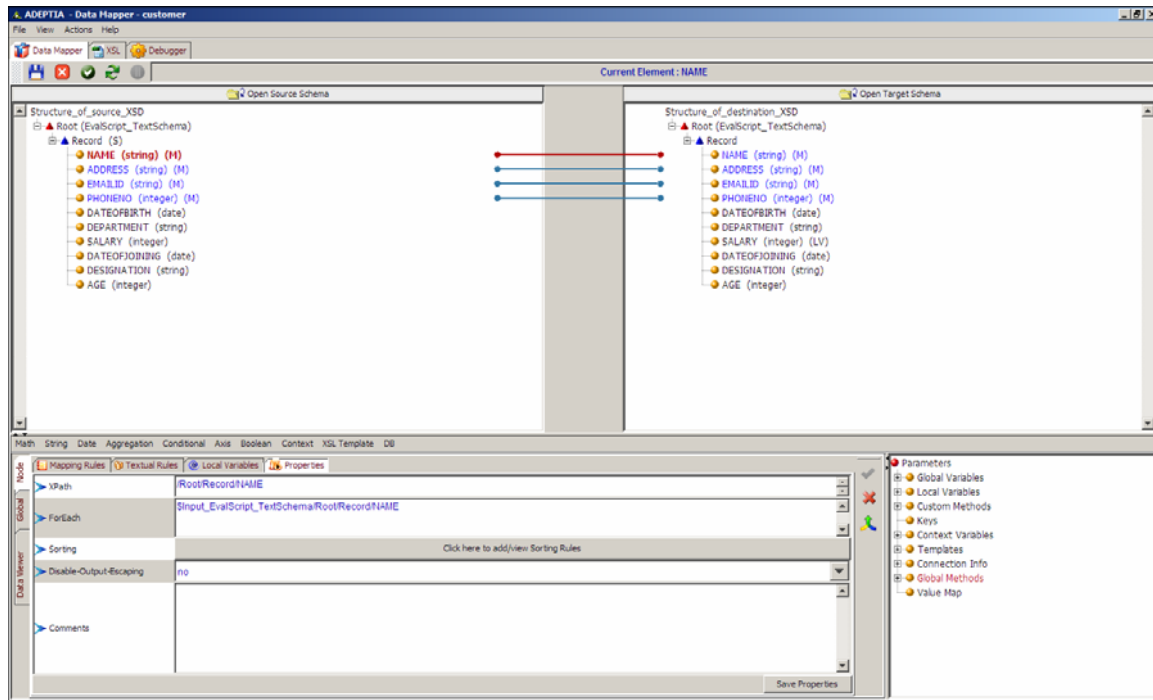 ADEPTIA - Data Mapper - customer
File View Actions Help
Data Mapper XSL Debugger
Current Element : NAME
Open Source Schema
Open Target Schema
Structure_of_source_XSD
Root (EvalScript_TextSchema)
Record ($)
NAME (string) (M)
ADDRESS (string) (M)
EMAILID (string) (M)
PHONENO (integer) (M)
DATEOFBIRTH (date)
DEPARTMENT (string)
SALARY (integer)
DATEOFJOINING (date)
DESIGNATION (string)
AGE (integer)
Structure_of_destination_XSD
Root (EvalScript_TextSchema)
Record
NAME (string) (M)
ADDRESS (string) (M)
EMAILID (string) (M)
PHONENO (integer) (M)
DATEOFBIRTH (date)
DEPARTMENT (string)
SALARY (integer) (LV)
DATEOFJOINING (date)
DESIGNATION (string)
AGE (integer)
Math String Date Aggregation Conditional Axis Boolean Context XSL Template DB
Node
Global
Data Viewer
Mapping Rules Textual Rules Local Variables Properties
XPath /Root/Record/NAME
ForEach $Input_EvalScript_TextSchema/Root/Record/NAME
Sorting Click here to add/view Sorting Rules
Disable-Output-Escaping no
Comments
Save Properties
Parameters
Global Variables
Local Variables
Custom Methods
Keys
Context Variables
Templates
Connection Info
Global Methods
Value Map